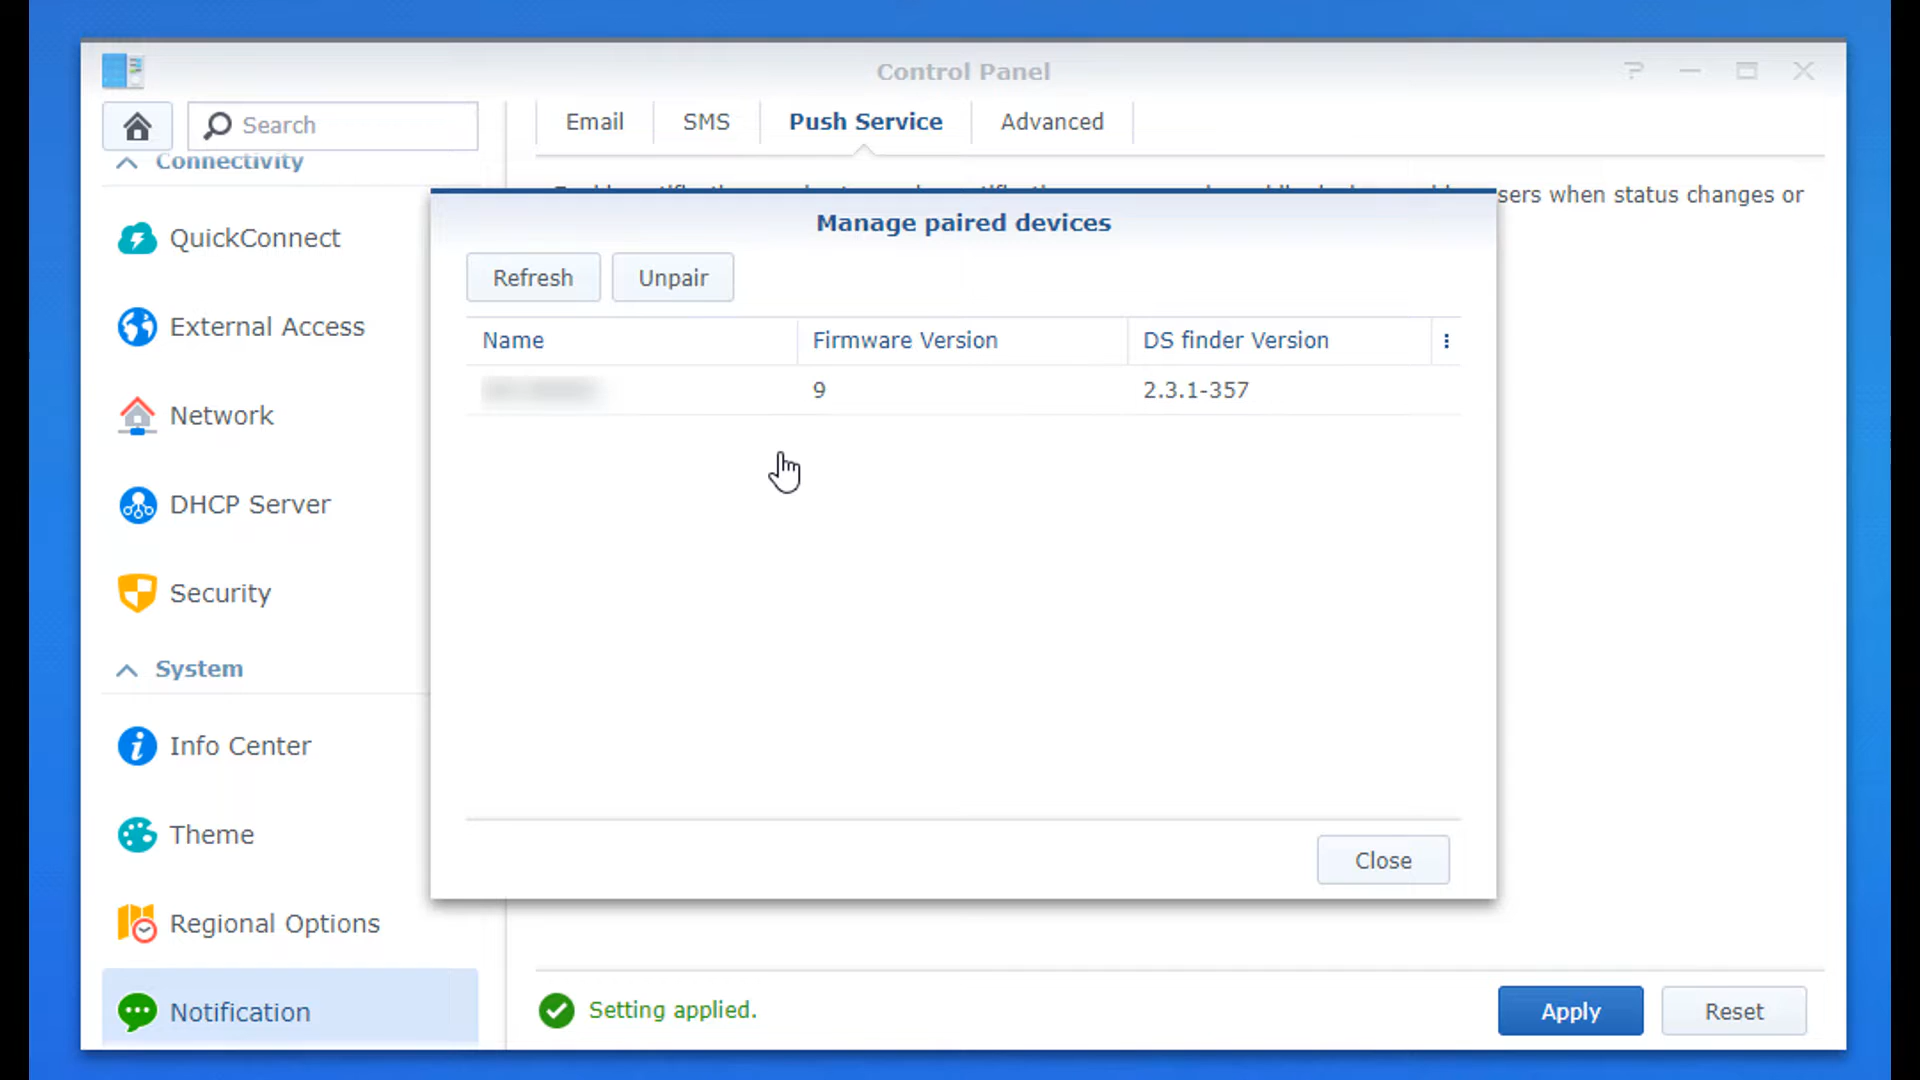 Control Panel
Search
Email
SMS
Push Service
Advanced
Connectivity
sers when status changes or
QuickConnect
External Access
Network
DHCP Server
Security
System
Info Center
Theme
Regional Options
Notification
Manage paired devices
Refresh
Unpair
Name
Firmware Version
DS finder Version
9
2.3.1-357
Close
Setting applied.
Apply
Reset